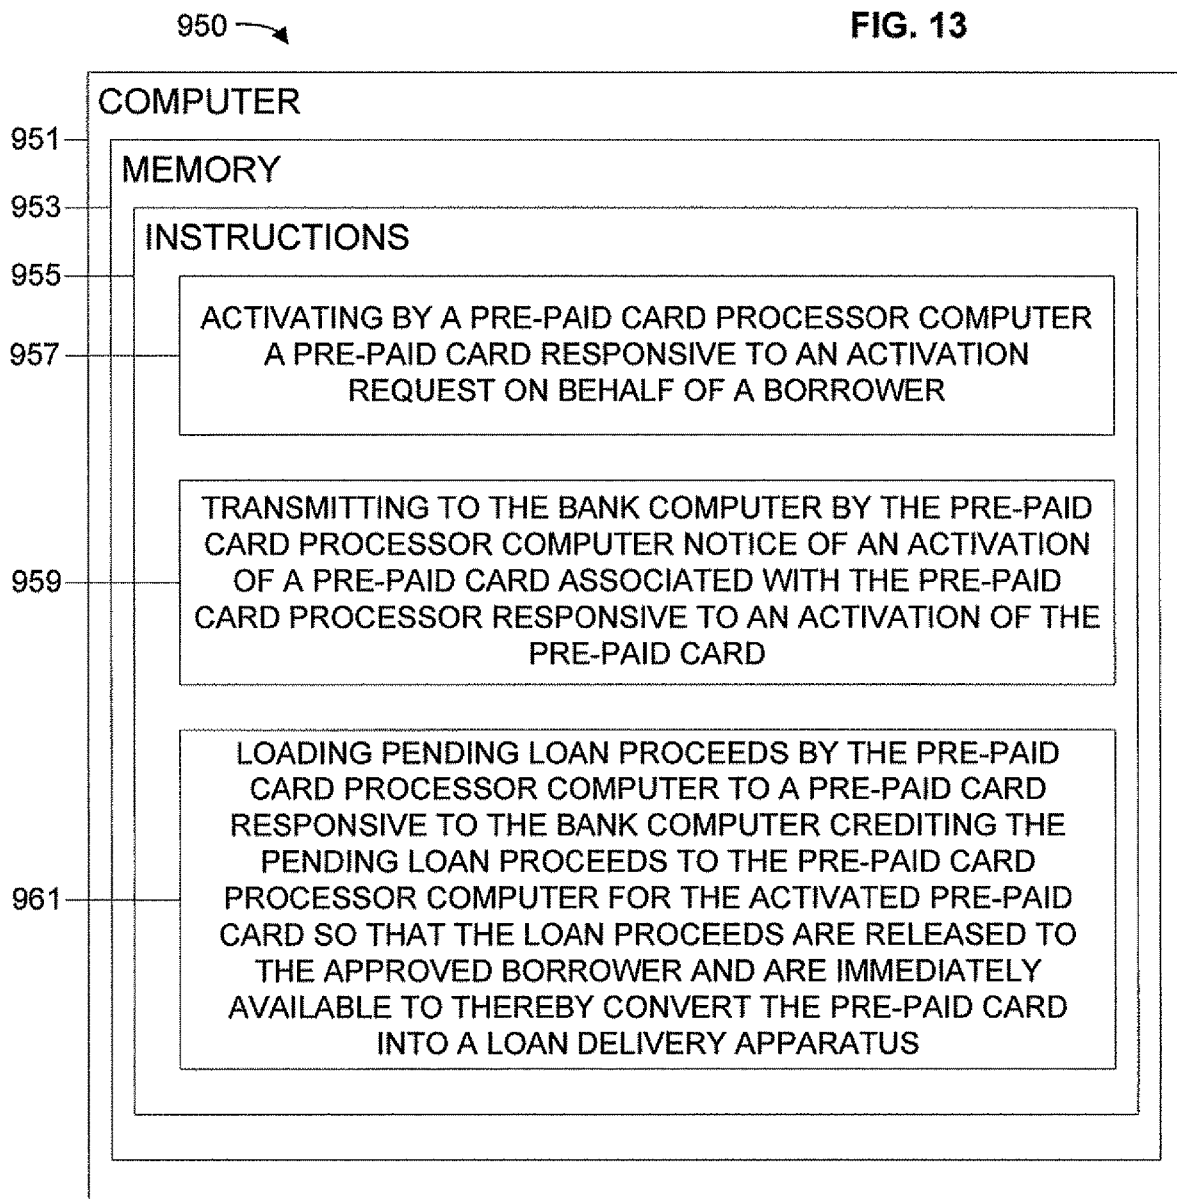 950
FIG. 13
COMPUTER
951
MEMORY
953
INSTRUCTIONS
955
ACTIVATING BY A PRE-PAID CARD PROCESSOR COMPUTER
957
A PRE-PAID CARD RESPONSIVE TO AN ACTIVATION
REQUEST ON BEHALF OF A BORROWER
TRANSMITTING TO THE BANK COMPUTER BY THE PRE-PAID
CARD PROCESSOR COMPUTER NOTICE OF AN ACTIVATION
959
OF A PRE-PAID CARD ASSOCIATED WITH THE PRE-PAID
CARD PROCESSOR RESPONSIVE TO AN ACTIVATION OF THE
PRE-PAID CARD
LOADING PENDING LOAN PROCEEDS BY THE PRE-PAID
CARD PROCESSOR COMPUTER TO A PRE-PAID CARD
RESPONSIVE TO THE BANK COMPUTER CREDITING THE
PENDING LOAN PROCEEDS TO THE PRE-PAID CARD
961
PROCESSOR COMPUTER FOR THE ACTIVATED PRE-PAID
CARD SO THAT THE LOAN PROCEEDS ARE RELEASED TO
THE APPROVED BORROWER AND ARE IMMEDIATELY
AVAILABLE TO THEREBY CONVERT THE PRE-PAID CARD
INTO A LOAN DELIVERY APPARATUS